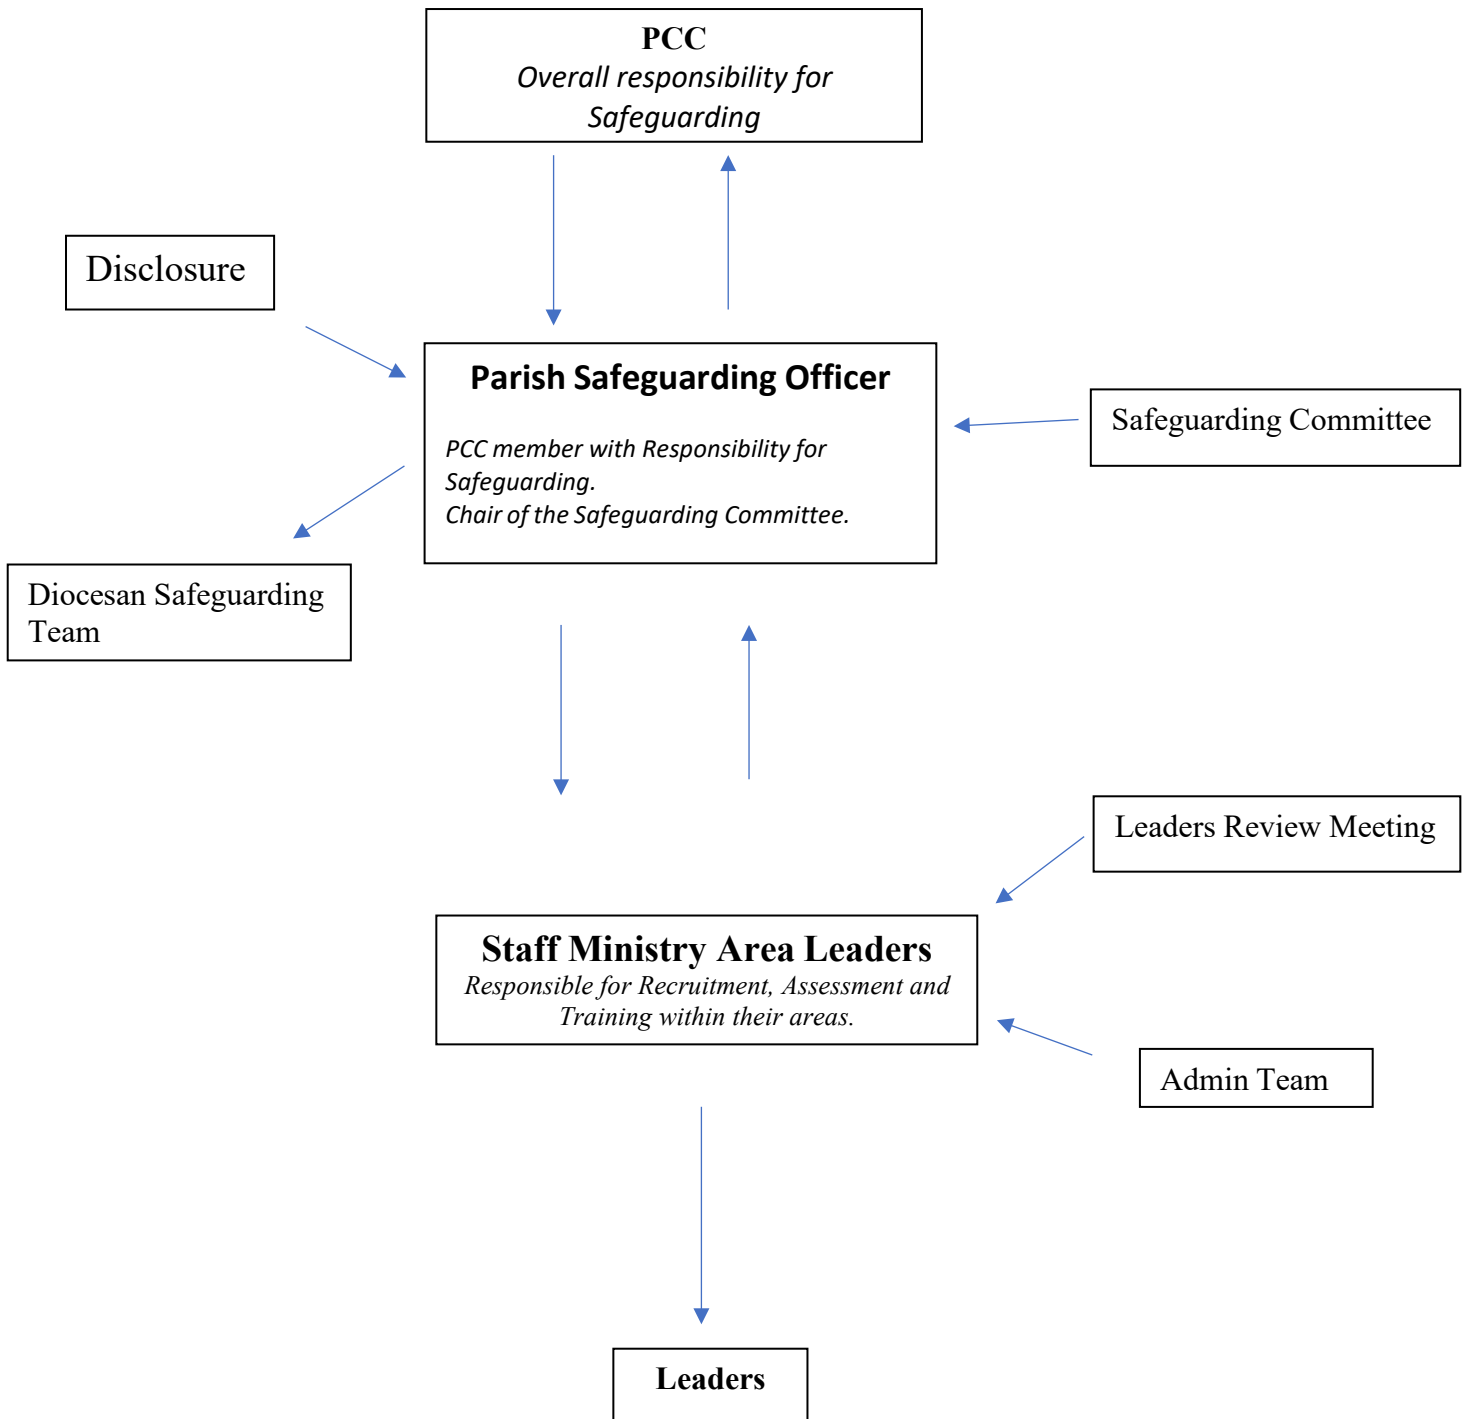 PCC
Overall responsibility for
Safeguarding
Disclosure
Parish Safeguarding Officer
PCC member with Responsibility for
Safeguarding.
Chair of the Safeguarding Committee.
Safeguarding Committee
Diocesan Safeguarding
Team
Leaders Review Meeting
Staff Ministry Area Leaders
Responsible for Recruitment, Assessment and
Training within their areas.
Admin Team
Leaders